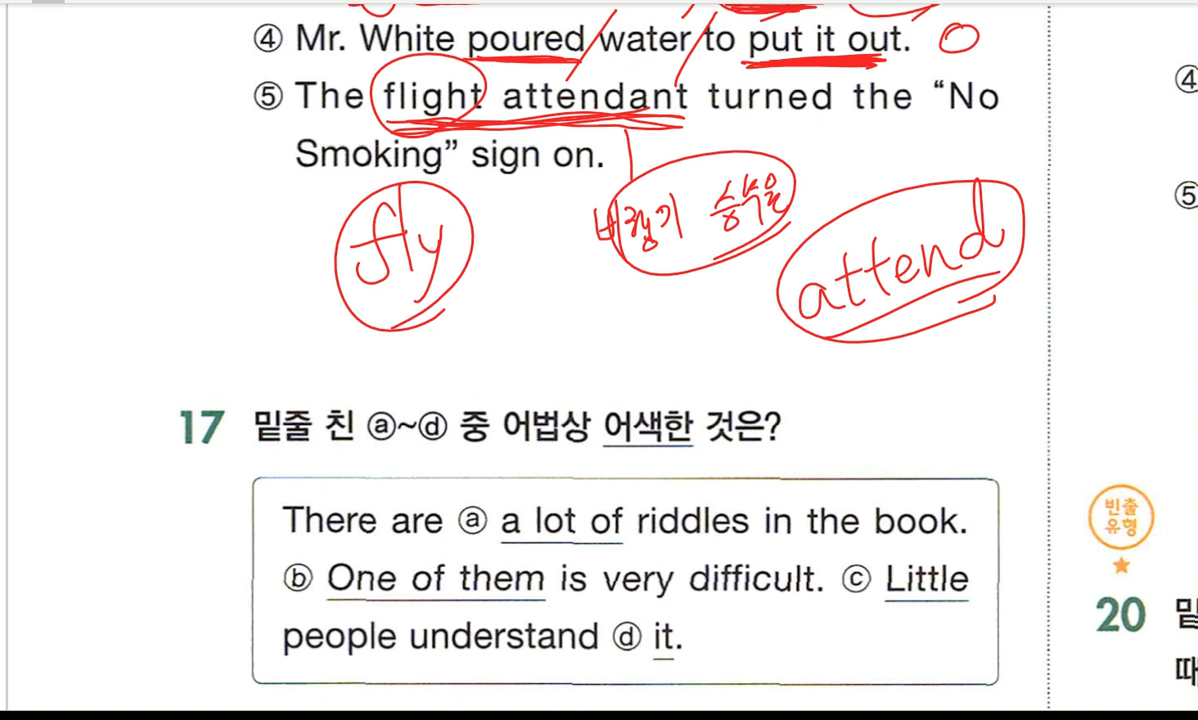 ④ Mr. White poured water to put it out.
⑤ The flight attendant turned the “No
Smoking” sign on.
fly
비행기 승무원
attend
17 밑줄 친 ⓐ~ⓓ 중 어법상 어색한 것은?
There are ⓐ a lot of riddles in the book.
ⓑ One of them is very difficult. ⓒ Little
people understand ⓓ it.
④
⑤
빈출
유형
20